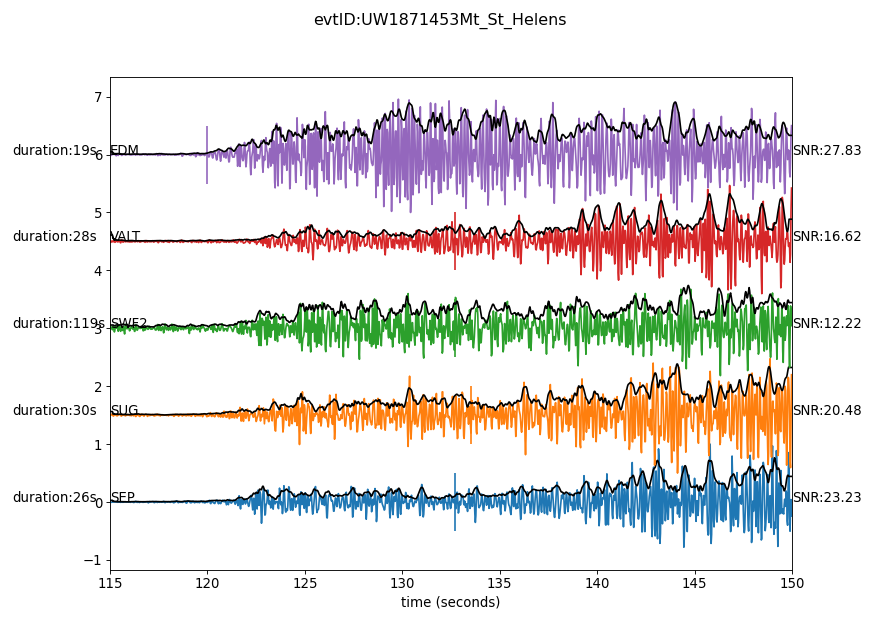 evtID:UW1871453Mt_St_Helens
7
duration:19s
6
EDM
SNR:27.83
5
duration:28s
VALT
SNR:16.62
4
duration:119s
3
SWF2
SNR:12.22
2
duration:30s
SUG
SNR:20.48
1
duration:26s
0
SEP
SNR:23.23
−1
115 120 125 130 135 140 145 150
time (seconds)